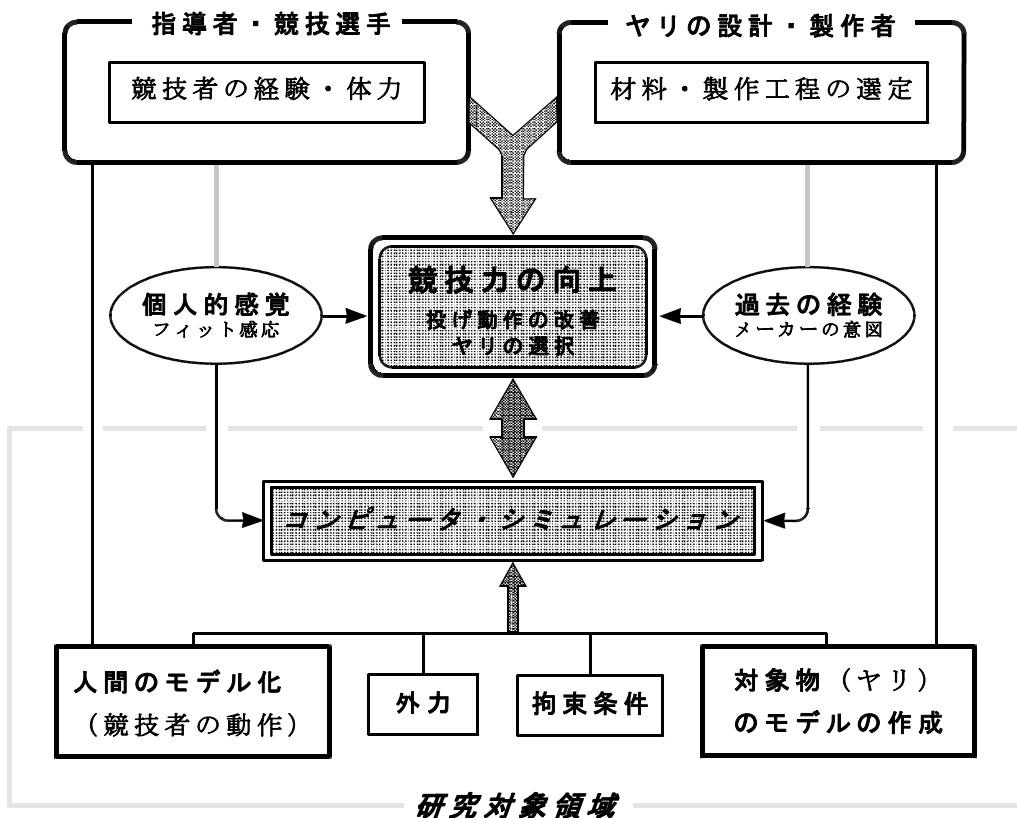 指導者・競技選手
競技者の経験・体力
ヤリの設計・製作者
材料・製作工程の選定
競技力の向上
投げ動作の改善
ヤリの選択
個人的感覚
フィット感応
過去の経験
メーカーの意図
コンピュータ・シミュレーション
人間のモデル化
（競技者の動作）
外力
拘束条件
対象物（ヤリ）
のモデルの作成
研究対象領域